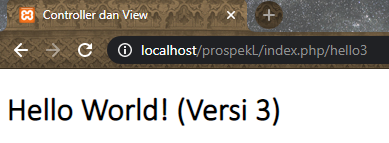 Controller dan View
localhost/prospekL/index.php/hello3
Hello World! (Versi 3)